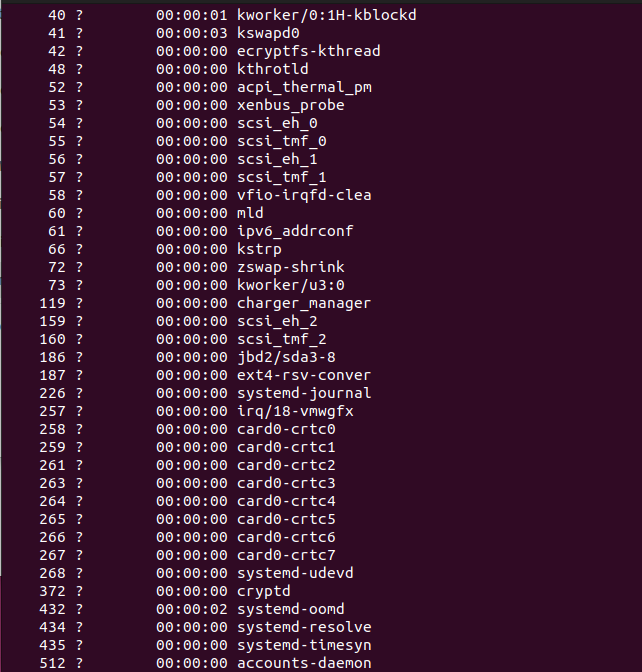 40 ? 00:00:01 kworker/0:1H-kblockd
41 ? 00:00:03 kswapd0
42 ? 00:00:00 ecryptfs-kthread
48 ? 00:00:00 kthrotld
52 ? 00:00:00 acpi_thermal_pm
53 ? 00:00:00 xenbus_probe
54 ? 00:00:00 scsi_eh_0
55 ? 00:00:00 scsi_tmf_0
56 ? 00:00:00 scsi_eh_1
57 ? 00:00:00 scsi_tmf_1
58 ? 00:00:00 vfio-irqfd-clea
60 ? 00:00:00 mld
61 ? 00:00:00 ipv6_addrconf
66 ? 00:00:00 kstrp
72 ? 00:00:00 zswap-shrink
73 ? 00:00:00 kworker/u3:0
119 ? 00:00:00 charger_manager
159 ? 00:00:00 scsi_eh_2
160 ? 00:00:00 scsi_tmf_2
186 ? 00:00:00 jbd2/sda3-8
187 ? 00:00:00 ext4-rsv-conver
226 ? 00:00:00 systemd-journal
257 ? 00:00:00 irq/18-vmwgfx
258 ? 00:00:00 card0-crtc0
259 ? 00:00:00 card0-crtc1
261 ? 00:00:00 card0-crtc2
263 ? 00:00:00 card0-crtc3
264 ? 00:00:00 card0-crtc4
265 ? 00:00:00 card0-crtc5
266 ? 00:00:00 card0-crtc6
267 ? 00:00:00 card0-crtc7
268 ? 00:00:00 systemd-udevd
372 ? 00:00:00 cryptd
432 ? 00:00:02 systemd-oomd
434 ? 00:00:00 systemd-resolve
435 ? 00:00:00 systemd-timesyn
512 ? 00:00:00 accounts-daemon